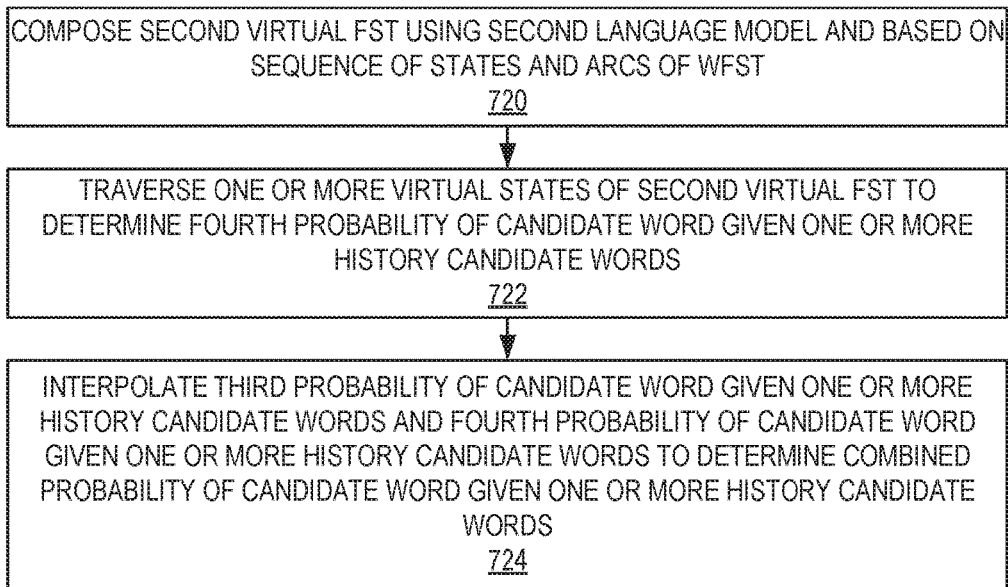 COMPOSE SECOND VIRTUAL FST USING SECOND LANGUAGE MODEL AND BASED ON
SEQUENCE OF STATES AND ARCS OF WFST
720
TRAVERSE ONE OR MORE VIRTUAL STATES OF SECOND VIRTUAL FST TO
DETERMINE FOURTH PROBABILITY OF CANDIDATE WORD GIVEN ONE OR MORE
HISTORY CANDIDATE WORDS
722
INTERPOLATE THIRD PROBABILITY OF CANDIDATE WORD GIVEN ONE OR MORE
HISTORY CANDIDATE WORDS AND FOURTH PROBABILITY OF CANDIDATE WORD
GIVEN ONE OR MORE HISTORY CANDIDATE WORDS TO DETERMINE COMBINED
PROBABILITY OF CANDIDATE WORD GIVEN ONE OR MORE HISTORY CANDIDATE
WORDS
724